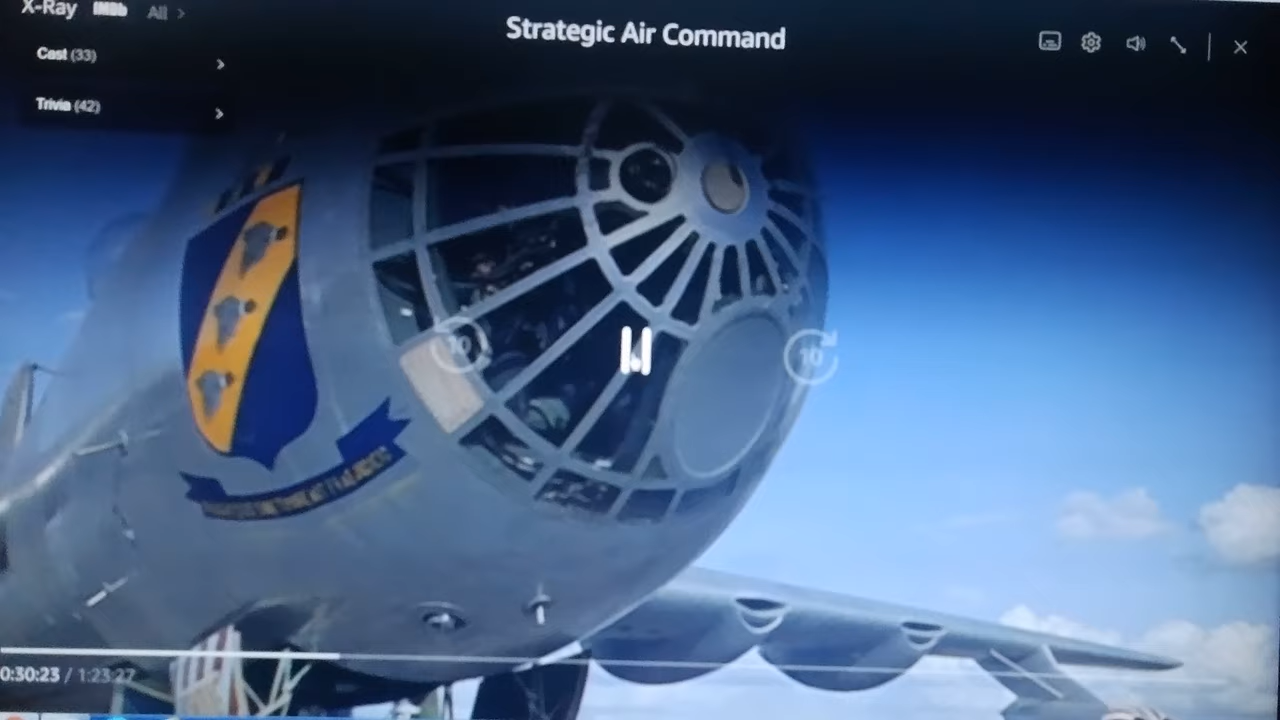 X-Ray IMDb All >
Strategic Air Command
Cast (33)
Trivia (42)
10
10
0:30:23 / 1:23:27